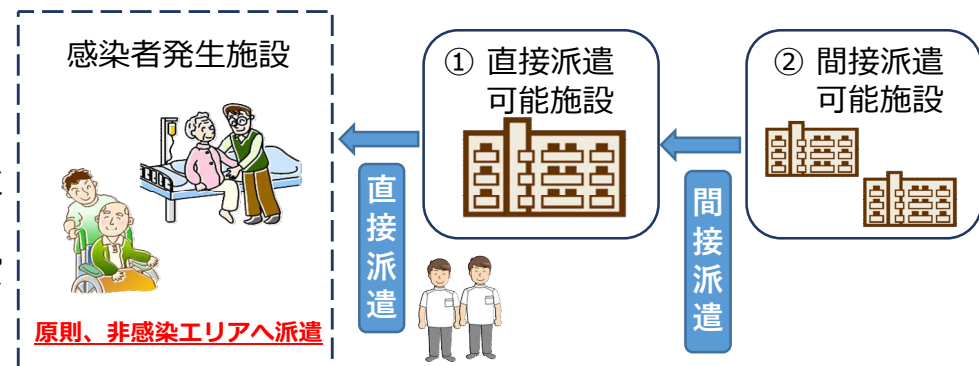 感染者発生施設
原則、非感染エリアへ派遣
① 直接派遣
可能施設
直接派遣
② 間接派遣
可能施設
間接派遣